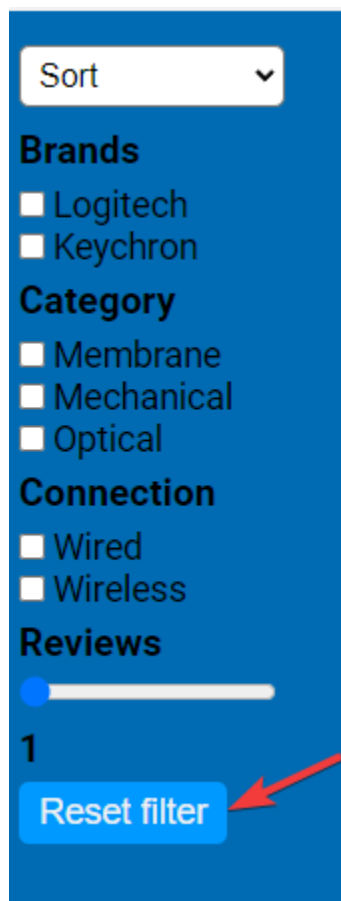 Sort
Brands
Logitech
Keychron
Category
Membrane
Mechanical
Optical
Connection
Wired
Wireless
Reviews
1
Reset filter